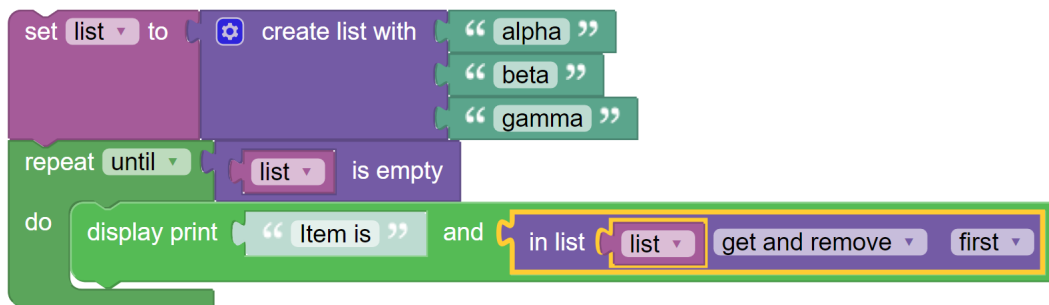 set list to create list with “ alpha ”
“ beta ”
“ gamma ”
repeat until list is empty
do display print “ Item is ” and in list list get and remove first